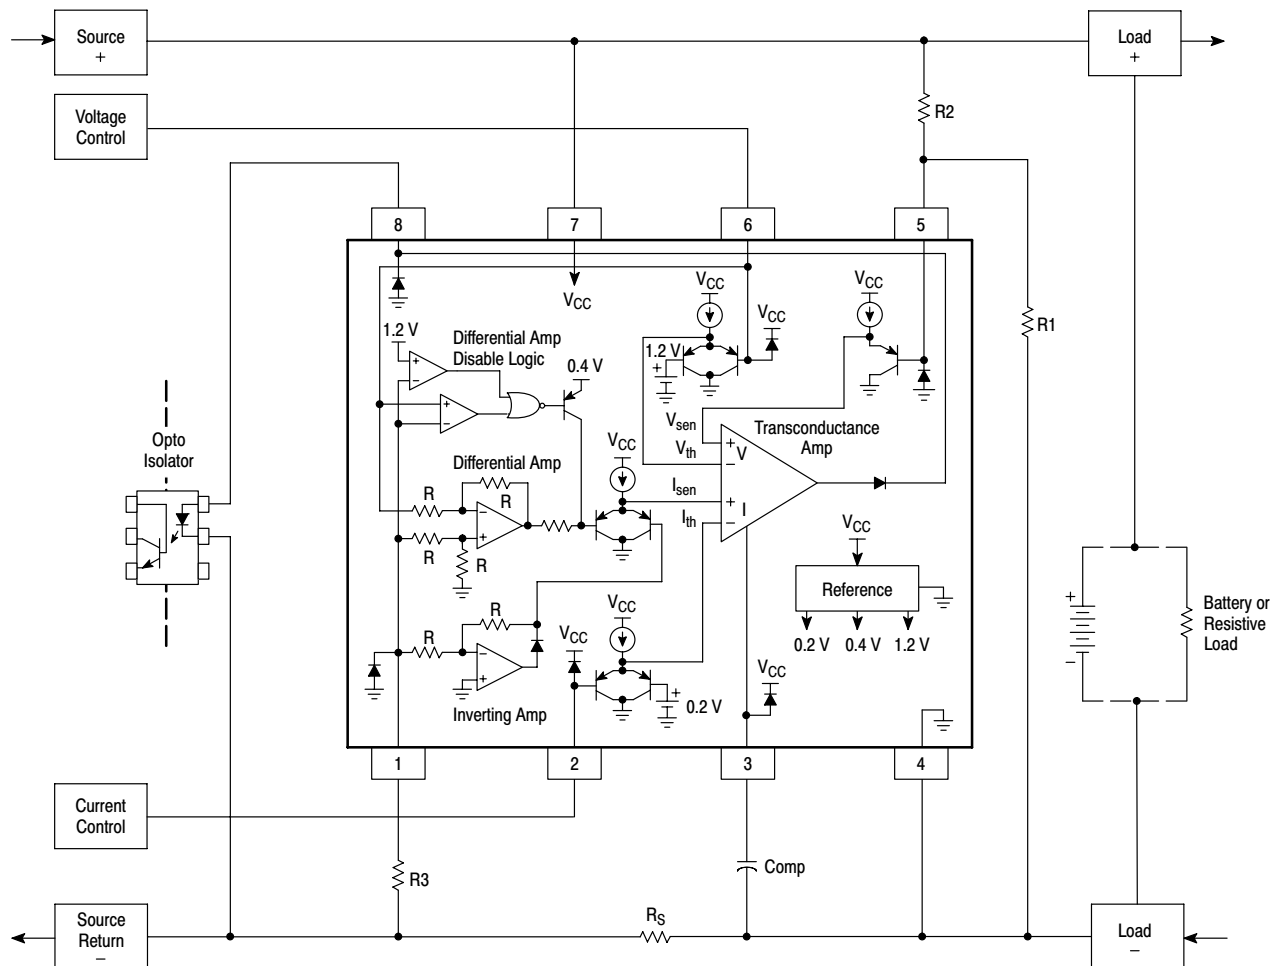 Source
+
Load
+
Voltage
Control
R2
8
7
6
5
VCC
VCC
VCC
VCC
1.2 V
Differential Amp
Disable Logic
0.4 V
1.2 V
+
R1
+
−
+
−
Opto
Isolator
Vsen
Vth
Isen
Ith
+
−
V
+
−
I
Transconductance
Amp
VCC
Differential Amp
R
R
R
R
−
+
VCC
Reference
0.2 V
0.4 V
1.2 V
+
−
Battery or
Resistive
Load
R
R
−
+
Inverting Amp
VCC
VCC
+
0.2 V
VCC
1
2
3
4
Current
Control
R3
Comp
Source
Return
−
RS
Load
−